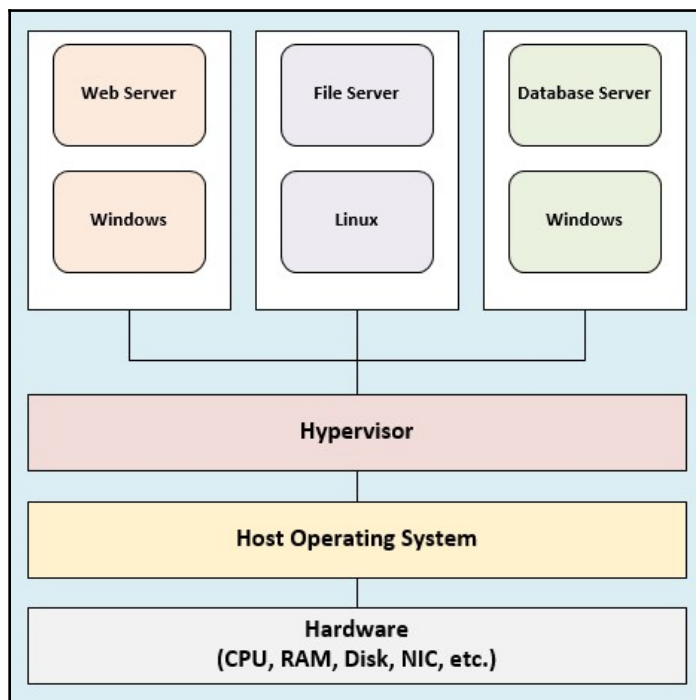 Web Server
File Server
Database Server
Windows
Linux
Windows
Hypervisor
Host Operating System
Hardware
(CPU, RAM, Disk, NIC, etc.)